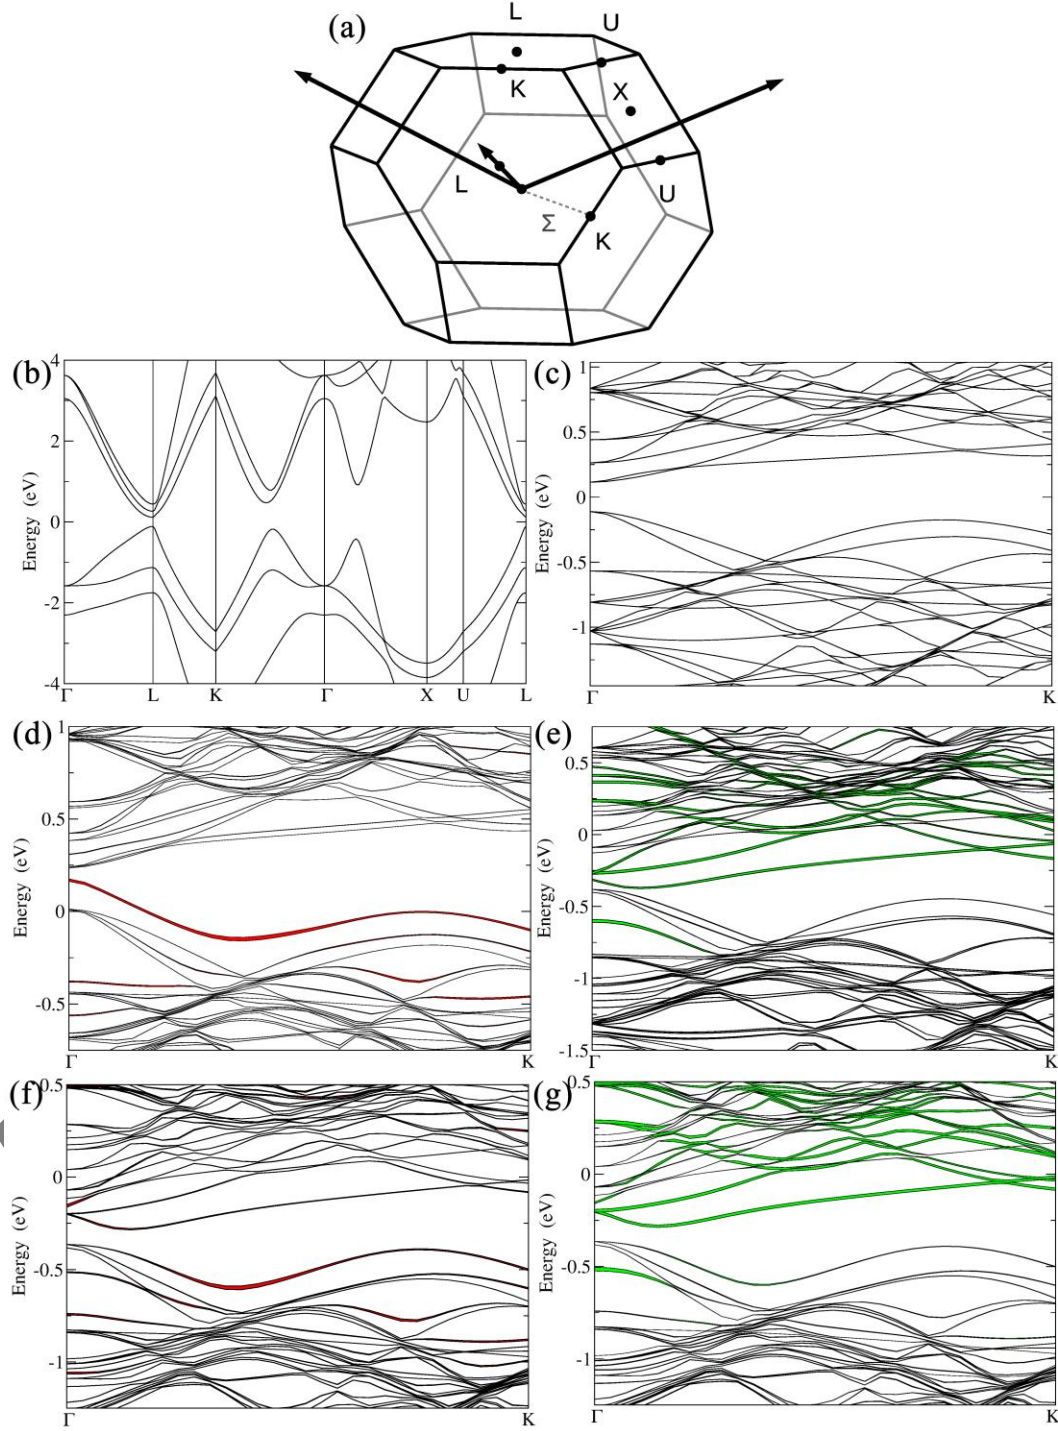 (a)
L
U
K
X
L
U
Σ
K
(b)
4
2
0
-2
-4
Energy (eV)
Γ L K Γ X U L
(c)
1
0.5
0
-0.5
-1
Energy (eV)
Γ K
(d)
1
0.5
0
-0.5
Energy (eV)
Γ K
(e)
0.5
0
-0.5
-1
-1.5
Energy (eV)
Γ K
(f)
0.5
0
-0.5
-1
Energy (eV)
Γ K
(g)
0.5
0
-0.5
-1
Energy (eV)
Γ K